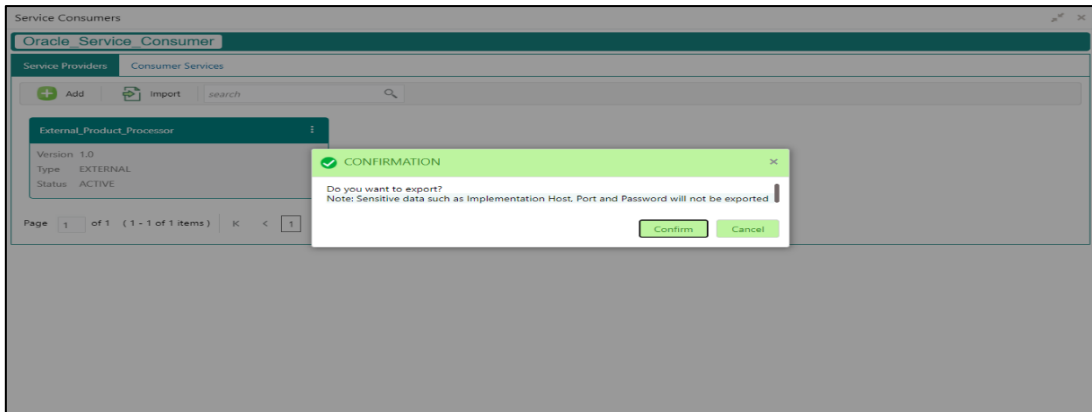 Service Consumers
Oracle_Service_Consumer
Service Providers Consumer Services
Add Import search
External_Product_Processor
Version 1.0
Type EXTERNAL
Status ACTIVE
CONFIRMATION
Do you want to export?
Note: Sensitive data such as Implementation Host, Port and Password will not be exported
Confirm Cancel
Page 1 of 1 ( 1 - 1 of 1 items ) K < 1